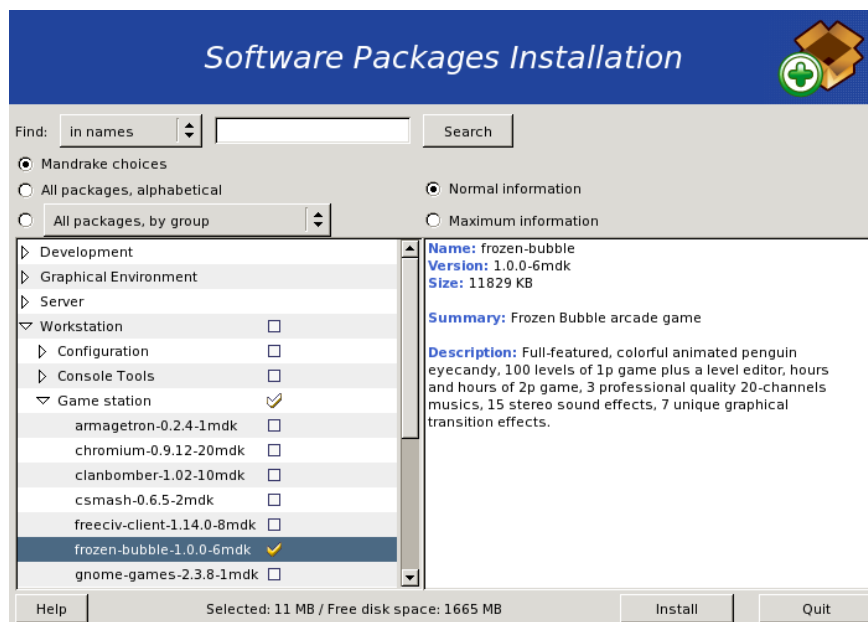 Software Packages Installation
Find: in names Search
Mandrake choices
All packages, alphabetical
All packages, by group
Normal information
Maximum information
Development
Graphical Environment
Server
Workstation
Configuration
Console Tools
Game station
armagetron-0.2.4-1mdk
chromium-0.9.12-20mdk
clanbomber-1.02-10mdk
csmash-0.6.5-2mdk
freeciv-client-1.14.0-8mdk
frozen-bubble-1.0.0-6mdk
gnome-games-2.3.8-1mdk
Name: frozen-bubble
Version: 1.0.0-6mdk
Size: 11829 KB
Summary: Frozen Bubble arcade game
Description: Full-featured, colorful animated penguin
eyecandy, 100 levels of 1p game plus a level editor, hours
and hours of 2p game, 3 professional quality 20-channels
musics, 15 stereo sound effects, 7 unique graphical
transition effects.
Help Selected: 11 MB / Free disk space: 1665 MB Install Quit